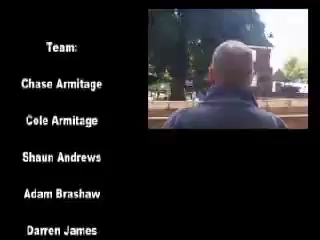 Team:
Chase Armitage
Cole Armitage
Shaun Andrews
Adam Brashaw
Darren James